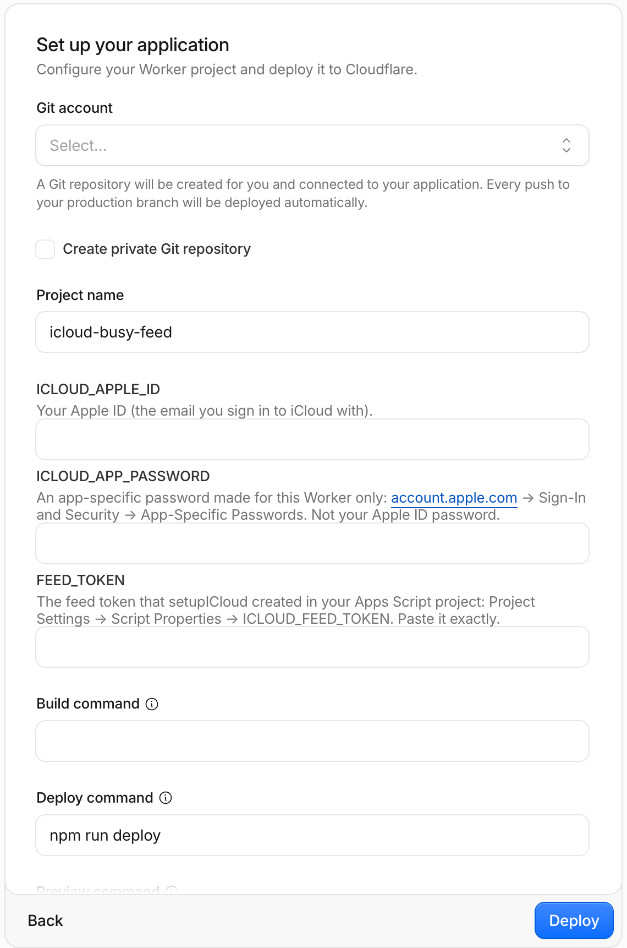 Set up your application
Configure your Worker project and deploy it to Cloudflare.
Git account
Select...
A Git repository will be created for you and connected to your application. Every push to
your production branch will be deployed automatically.
Create private Git repository
Project name
icloud-busy-feed
ICLOUD_APPLE_ID
Your Apple ID (the email you sign in to iCloud with).
ICLOUD_APP_PASSWORD
An app-specific password made for this Worker only: account.apple.com → Sign-In
and Security → App-Specific Passwords. Not your Apple ID password.
FEED_TOKEN
The feed token that setupICloud created in your Apps Script project: Project
Settings → Script Properties → ICLOUD_FEED_TOKEN. Paste it exactly.
Build command
Deploy command
npm run deploy
Preview command
Back
Deploy